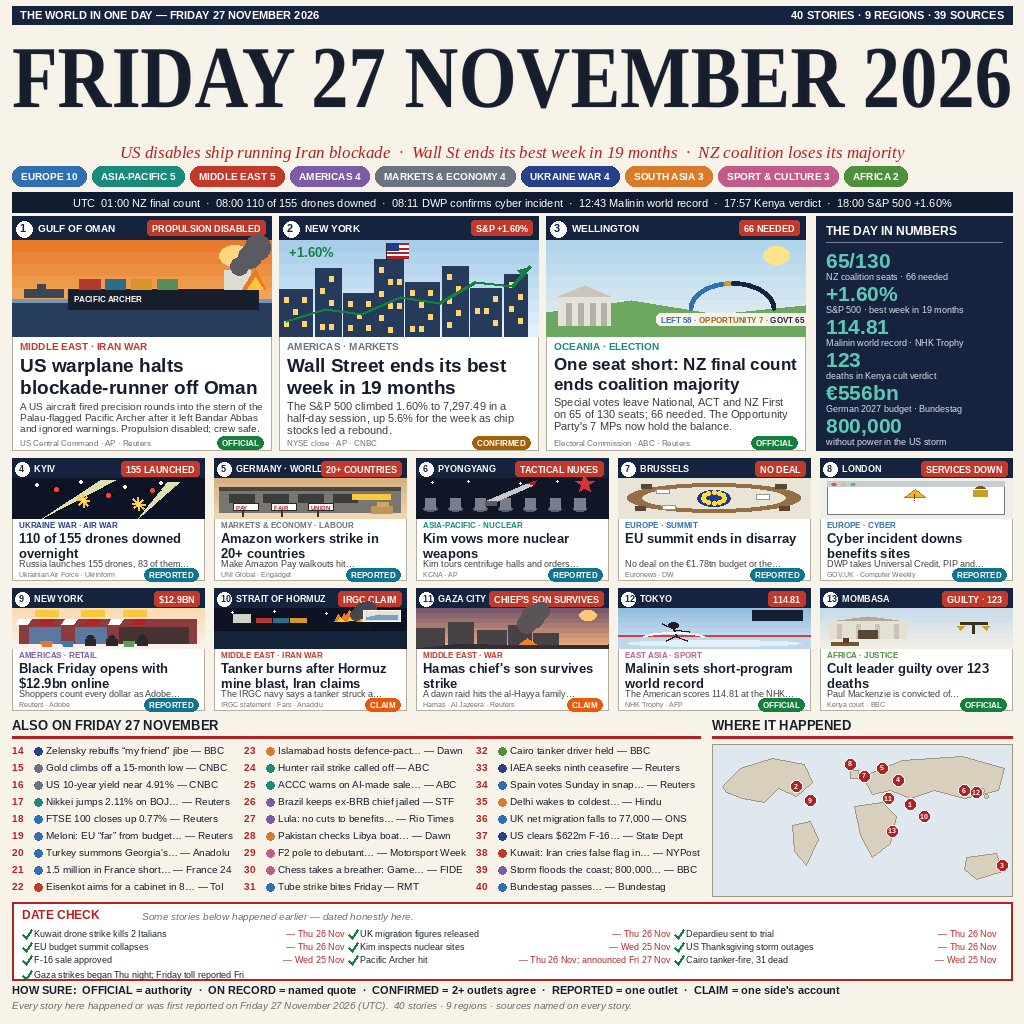 THE WORLD IN ONE DAY — FRIDAY 27 NOVEMBER 2026
40 STORIES · 9 REGIONS · 39 SOURCES
FRIDAY 27 NOVEMBER 2026
US disables ship running Iran blockade · Wall St ends its best week in 19 months · NZ coalition loses its majority
EUROPE 10
ASIA-PACIFIC 5
MIDDLE EAST 5
AMERICAS 4
MARKETS & ECONOMY 4
UKRAINE WAR 4
SOUTH ASIA 3
SPORT & CULTURE 3
AFRICA 2
UTC 01:00 NZ final count · 08:00 110 of 155 drones downed · 08:11 DWP confirms cyber incident · 12:43 Malinin world record · 17:57 Kenya verdict · 18:00 S&P 500 +1.60%
1 GULF OF OMAN PROPULSION DISABLED
PACIFIC ARCHER
MIDDLE EAST · IRAN WAR
US warplane halts
blockade-runner off Oman
A US aircraft fired precision rounds into the stern of the
Palau-flagged Pacific Archer after it left Bandar Abbas
and ignored warnings. Propulsion disabled; crew safe.
US Central Command · AP · Reuters OFFICIAL
2 NEW YORK S&P +1.60%
+1.60%
AMERICAS · MARKETS
Wall Street ends its best
week in 19 months
The S&P 500 climbed 1.60% to 7,297.49 in a
half-day session, up 5.6% for the week as chip
stocks led a rebound.
NYSE close · AP · CNBC CONFIRMED
3 WELLINGTON 66 NEEDED
LEFT 58 · OPPORTUNITY 7 · GOVT 65
OCEANIA · ELECTION
One seat short: NZ final count
ends coalition majority
Special votes leave National, ACT and NZ First
on 65 of 130 seats; 66 needed. The Opportunity
Party's 7 MPs now hold the balance.
Electoral Commission · ABC · Reuters OFFICIAL
THE DAY IN NUMBERS
65/130
NZ coalition seats · 66 needed
+1.60%
S&P 500 · best week in 19 months
114.81
Malinin world record · NHK Trophy
123
deaths in Kenya cult verdict
€556bn
German 2027 budget · Bundestag
800,000
without power in the US storm
4 KYIV 155 LAUNCHED
UKRAINE WAR · AIR WAR
110 of 155 drones downed
overnight
Russia launches 155 drones, 83 of them…
Ukrainian Air Force · Ukrinform REPORTED
5 GERMANY · WORLD 20+ COUNTRIES
PAY FAIR UNION
MARKETS & ECONOMY · LABOUR
Amazon workers strike in
20+ countries
Make Amazon Pay walkouts hit…
UNI Global · Engadget REPORTED
6 PYONGYANG TACTICAL NUKES
ASIA-PACIFIC · NUCLEAR
Kim vows more nuclear
weapons
Kim tours centrifuge halls and orders…
KCNA · AP REPORTED
7 BRUSSELS NO DEAL
EUROPE · SUMMIT
EU summit ends in disarray
No deal on the €1.78tn budget or the…
Euronews · DW REPORTED
8 LONDON SERVICES DOWN
EUROPE · CYBER
Cyber incident downs
benefits sites
DWP takes Universal Credit, PIP and…
GOV.UK · Computer Weekly REPORTED
9 NEW YORK $12.9BN
AMERICAS · RETAIL
Black Friday opens with
$12.9bn online
Shoppers count every dollar as Adobe…
Reuters · Adobe REPORTED
10 STRAIT OF HORMUZ IRGC CLAIM
MIDDLE EAST · IRAN WAR
Tanker burns after Hormuz
mine blast, Iran claims
The IRGC navy says a tanker struck a…
IRGC statement · Fars · Anadolu CLAIM
11 GAZA CITY CHIEF'S SON SURVIVES
MIDDLE EAST · WAR
Hamas chief's son survives
strike
A dawn raid hits the al-Hayya family…
Hamas · Al Jazeera · Reuters CLAIM
12 TOKYO 114.81
EAST ASIA · SPORT
Malinin sets short-program
world record
The American scores 114.81 at the NHK…
NHK Trophy · AFP OFFICIAL
13 MOMBASA GUILTY · 123
AFRICA · JUSTICE
Cult leader guilty over 123
deaths
Paul Mackenzie is convicted of…
Kenya court · BBC OFFICIAL
ALSO ON FRIDAY 27 NOVEMBER
14 Zelensky rebuffs “my friend” jibe — BBC
15 Gold climbs off a 15-month low — CNBC
16 US 10-year yield near 4.91% — CNBC
17 Nikkei jumps 2.11% on BOJ… — Reuters
18 FTSE 100 closes up 0.77% — Reuters
19 Meloni: EU “far” from budget… — Reuters
20 Turkey summons Georgia's… — Anadolu
21 1.5 million in French short… — France 24
22 Eisenkot aims for a cabinet in 8… — ToI
23 Islamabad hosts defence-pact… — Dawn
24 Hunter rail strike called off — ABC
25 ACCC warns on AI-made sale… — ABC
26 Brazil keeps ex-BRB chief jailed — STF
27 Lula: no cuts to benefits… — Rio Times
28 Pakistan checks Libya boat… — Dawn
29 F2 pole to debutant… — Motorsport Week
30 Chess takes a breather: Game… — FIDE
31 Tube strike bites Friday — RMT
32 Cairo tanker driver held — BBC
33 IAEA seeks ninth ceasefire — Reuters
34 Spain votes Sunday in snap… — Reuters
35 Delhi wakes to coldest… — Hindu
36 UK net migration falls to 77,000 — ONS
37 US clears $622m F-16… — State Dept
38 Kuwait: Iran cries false flag in… — NYPost
39 Storm floods the coast; 800,000… — BBC
40 Bundestag passes… — Bundestag
WHERE IT HAPPENED
2
9
8
7
5
4
11
1
10
13
6
12
3
DATE CHECK Some stories below happened earlier — dated honestly here.
Kuwait drone strike kills 2 Italians — Thu 26 Nov
UK migration figures released — Thu 26 Nov
Depardieu sent to trial — Thu 26 Nov
EU budget summit collapses — Thu 26 Nov
Kim inspects nuclear sites — Wed 25 Nov
US Thanksgiving storm outages — Thu 26 Nov
F-16 sale approved — Wed 25 Nov
Pacific Archer hit — Thu 26 Nov; announced Fri 27 Nov
Cairo tanker-fire, 31 dead — Wed 25 Nov
Gaza strikes began Thu night; Friday toll reported Fri
HOW SURE: OFFICIAL = authority · ON RECORD = named quote · CONFIRMED = 2+ outlets agree · REPORTED = one outlet · CLAIM = one side's account
Every story here happened or was first reported on Friday 27 November 2026 (UTC). 40 stories · 9 regions · sources named on every story.